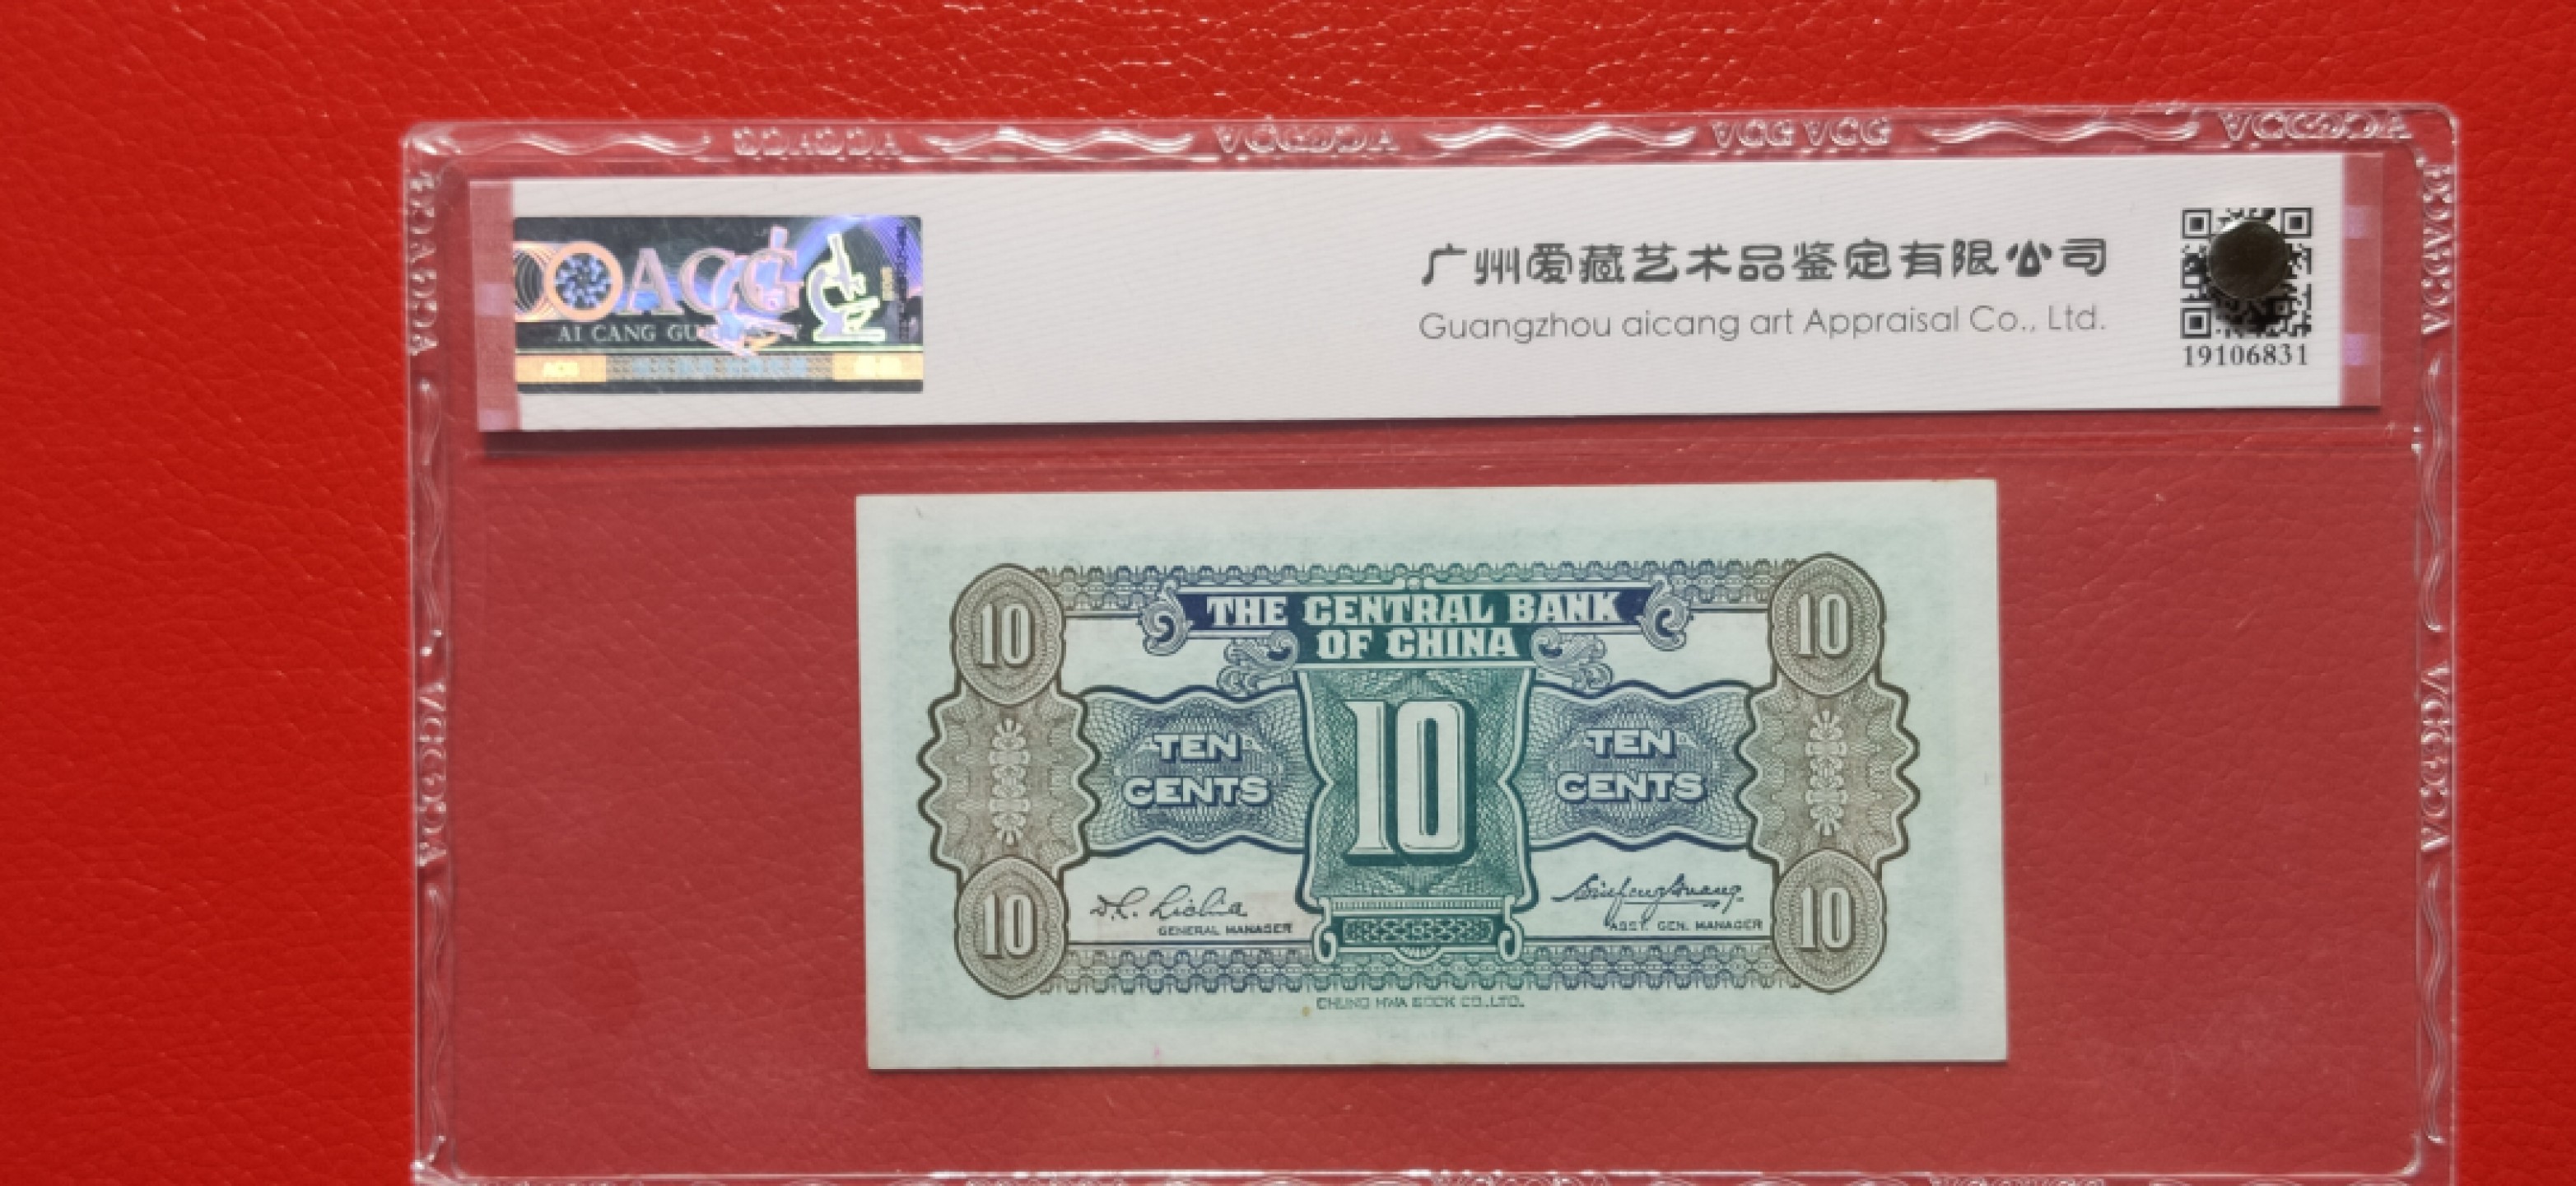 ACG
广州爱藏艺术品鉴定有限公司
Guangzhou aicang art Appraisal Co., Ltd.
AI CANG
19106831
THE CENTRAL BANK
OF CHINA
10
10
10
TEN
CENTS
TEN
CENTS
10
10
GENERAL MANAGER
ASST. GEN. MANAGER
CHUNG HWA BOOK CO., LTD.